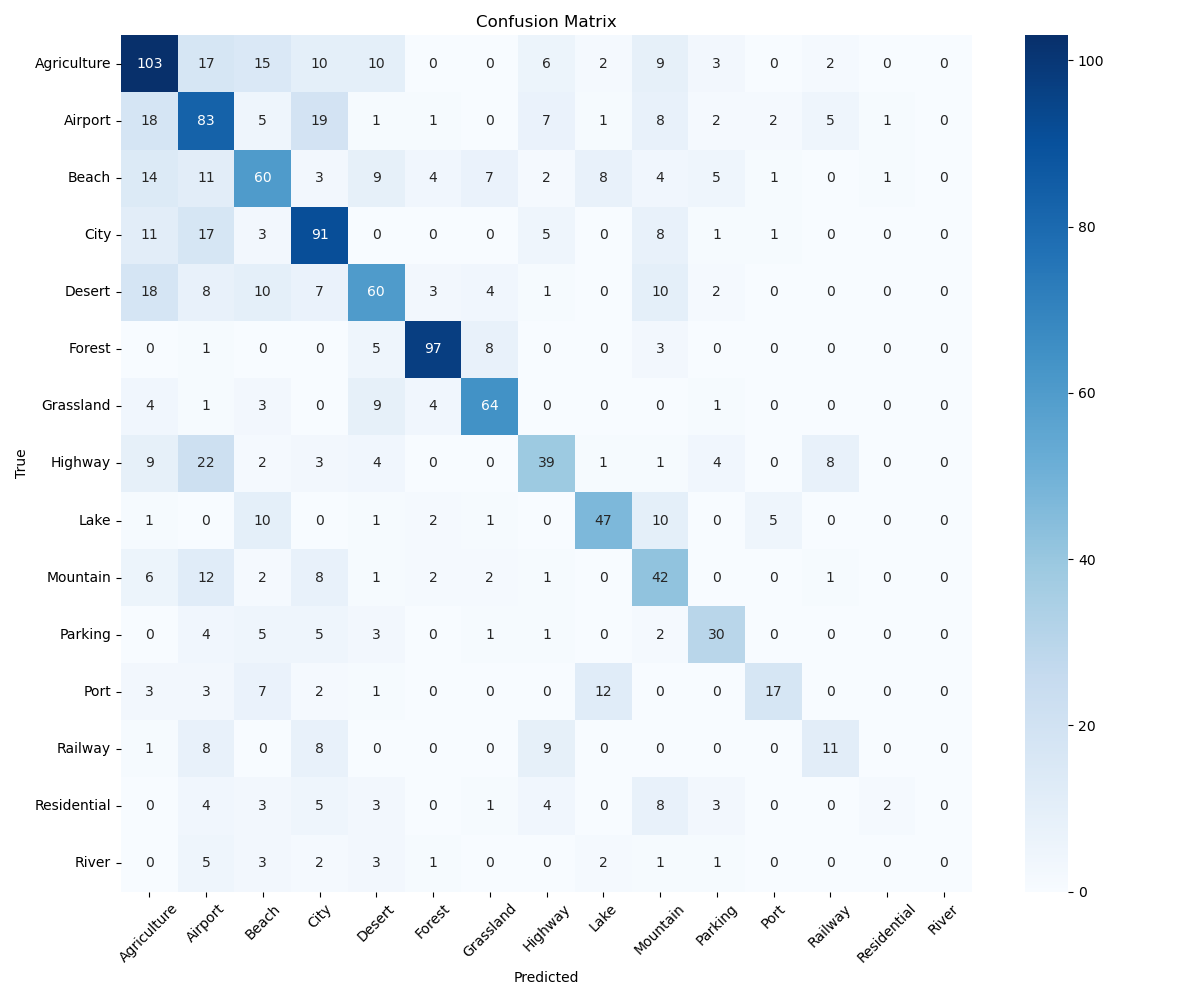 Confusion Matrix
Agriculture 103 17 15 10 10 0 0 6 2 9 3 0 2 0 0
Airport 18 83 5 19 1 1 0 7 1 8 2 2 5 1 0
Beach 14 11 60 3 9 4 7 2 8 4 5 1 0 1 0
City 11 17 3 91 0 0 0 5 0 8 1 1 0 0 0
Desert 18 8 10 7 60 3 4 1 0 10 2 0 0 0 0
Forest 0 1 0 0 5 97 8 0 0 3 0 0 0 0 0
Grassland 4 1 3 0 9 4 64 0 0 0 1 0 0 0 0
Highway 9 22 2 3 4 0 0 39 1 1 4 0 8 0 0
Lake 1 0 10 0 1 2 1 0 47 10 0 5 0 0 0
Mountain 6 12 2 8 1 2 2 1 0 42 0 0 1 0 0
Parking 0 4 5 5 3 0 1 1 0 2 30 0 0 0 0
Port 3 3 7 2 1 0 0 0 12 0 0 17 0 0 0
Railway 1 8 0 8 0 0 0 9 0 0 0 0 11 0 0
Residential 0 4 3 5 3 0 1 4 0 8 3 0 0 2 0
River 0 5 3 2 3 1 0 0 2 1 1 0 0 0 0
Agriculture Airport Beach City Desert Forest Grassland Highway Lake Mountain Parking Port Railway Residential River
Predicted
True
100
80
60
40
20
0